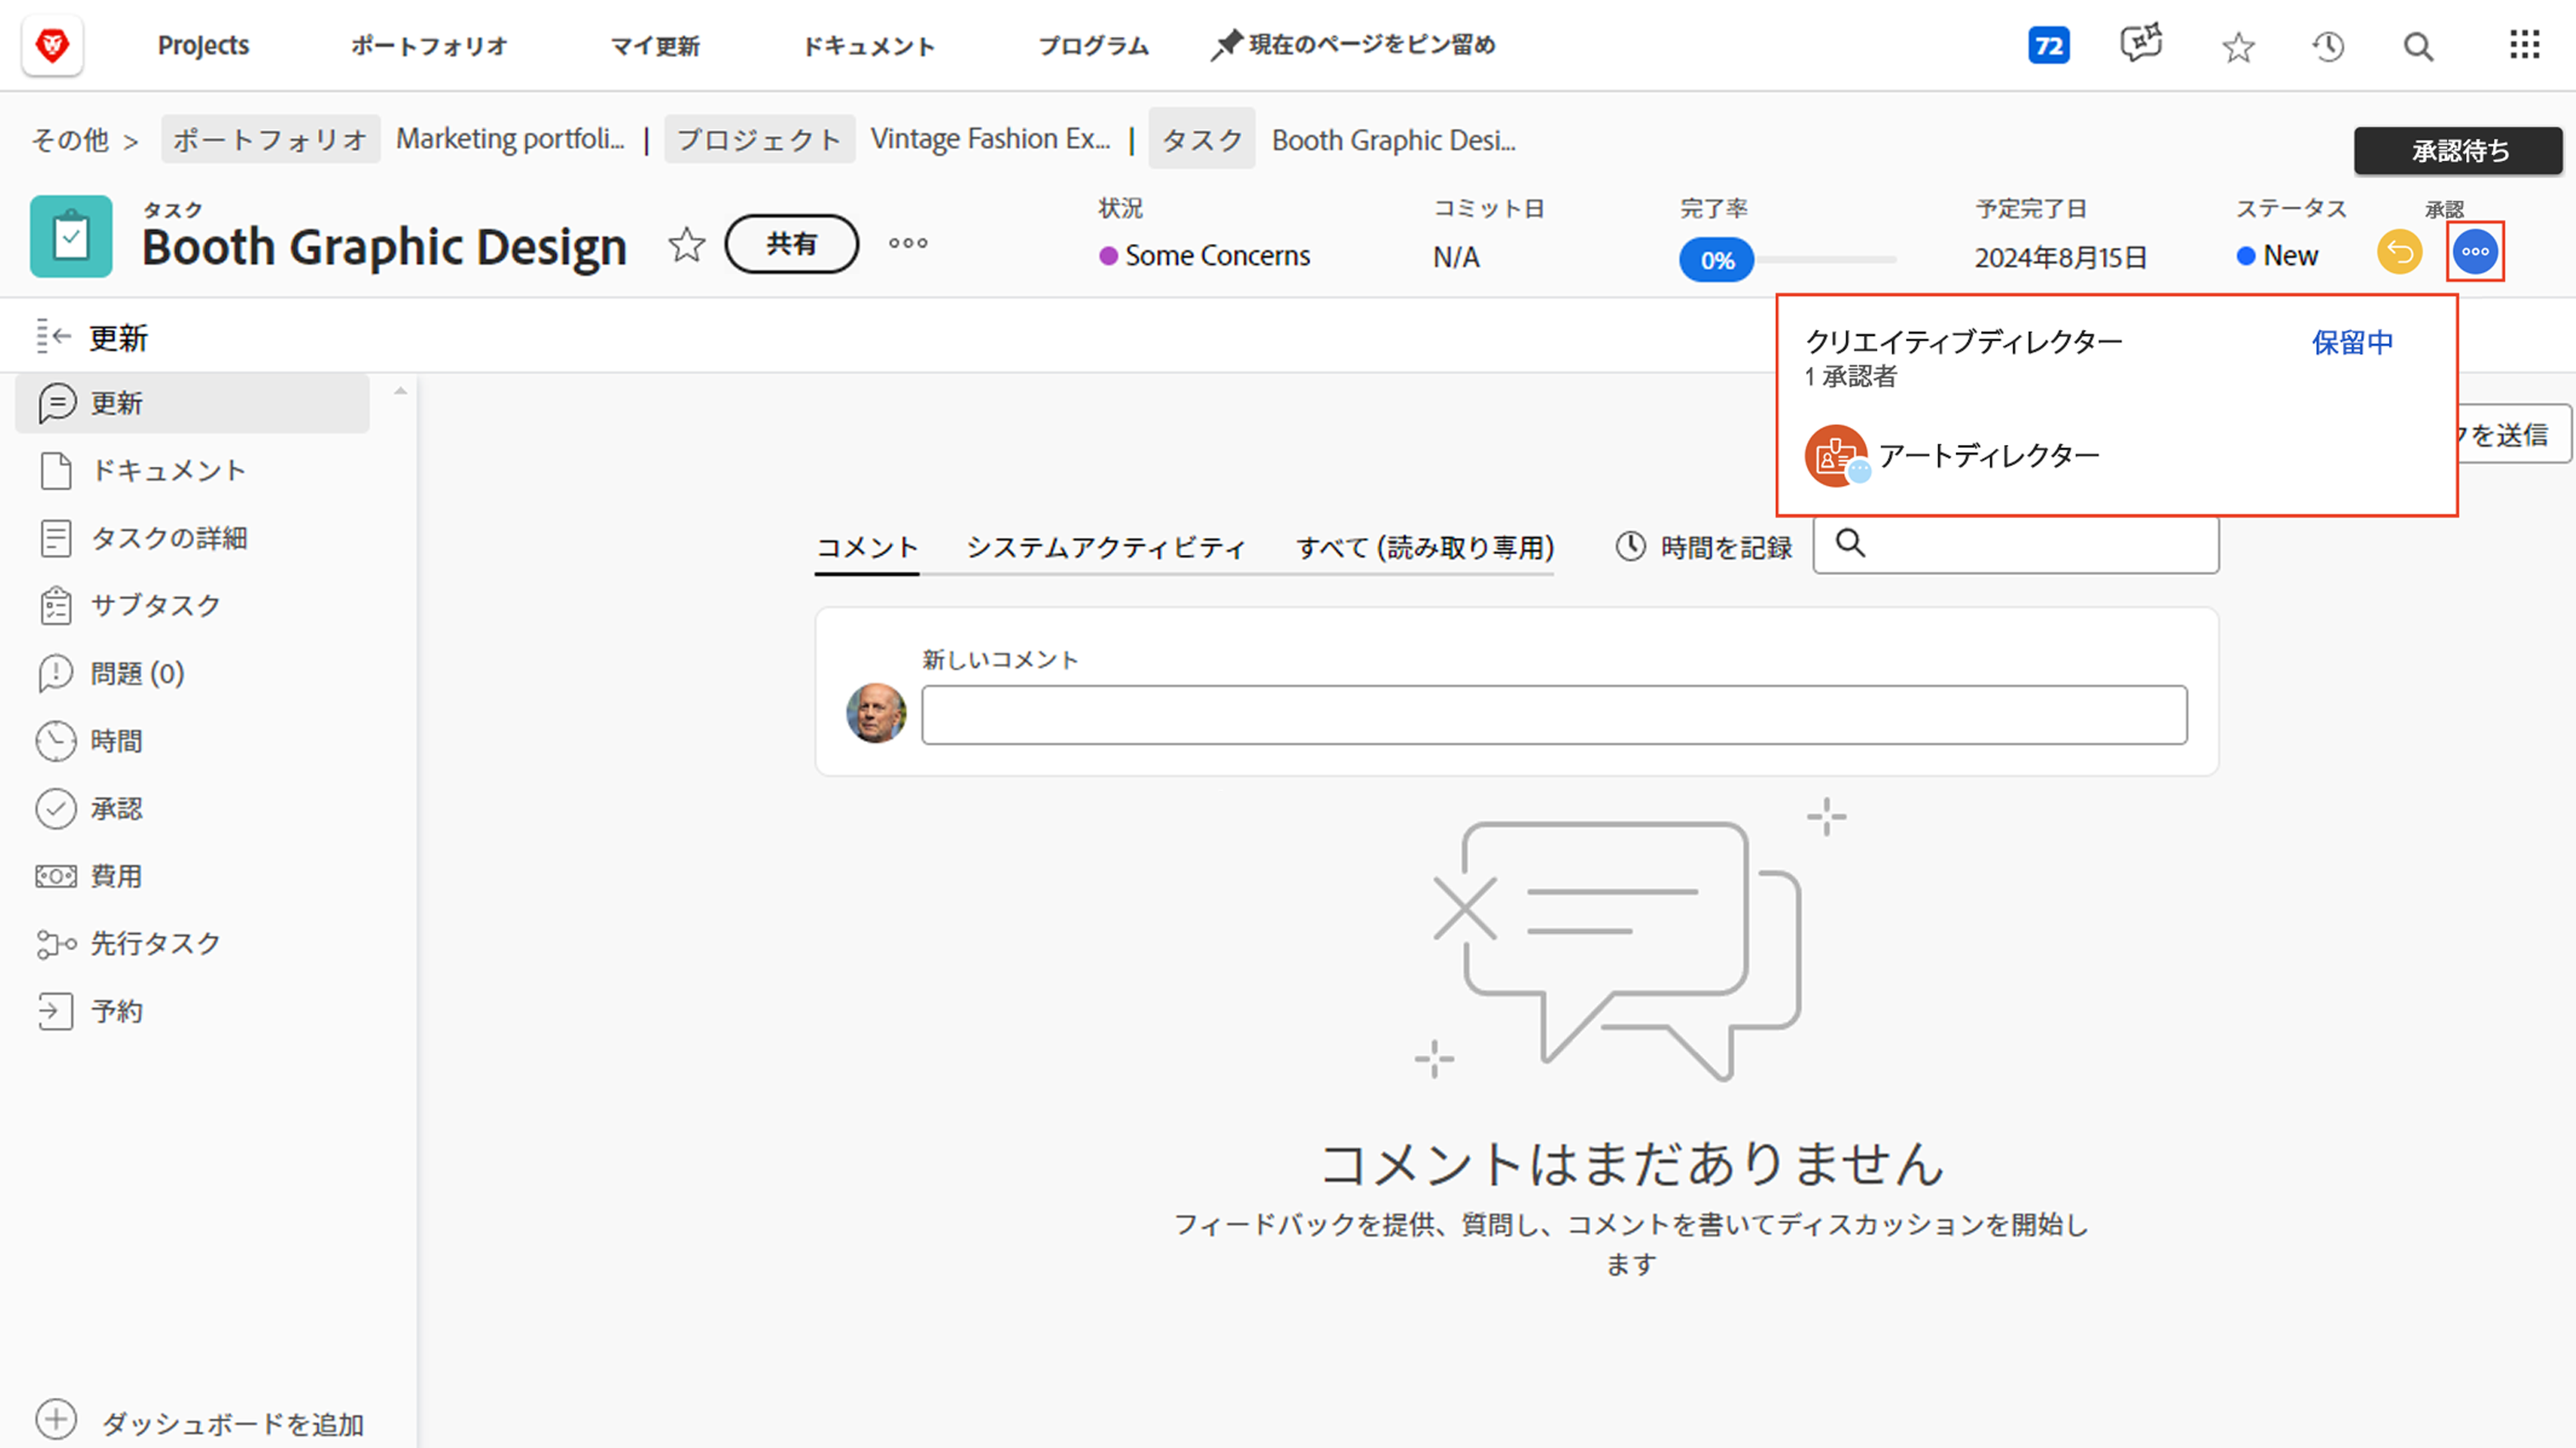 Projects ポートフォリオ マイ更新 ドキュメント プログラム 現在のページをピン留め 72
その他 > ポートフォリオ Marketing portfoli... | プロジェクト Vintage Fashion Ex... | タスク Booth Graphic Desi...
承認待ち
タスク
Booth Graphic Design
共有
状況
Some Concerns
コミット日
N/A
完了率
0%
予定完了日
2024年8月15日
ステータス
New
承認
更新
クリエイティブディレクター 保留中
1 承認者
アートディレクター
を送信
更新
ドキュメント
タスクの詳細
サブタスク
問題 (0)
時間
承認
費用
先行タスク
予約
ダッシュボードを追加
コメント システムアクティビティ すべて (読み取り専用) 時間を記録
新しいコメント
コメントはまだありません
フィードバックを提供、質問し、コメントを書いてディスカッションを開始し
ます